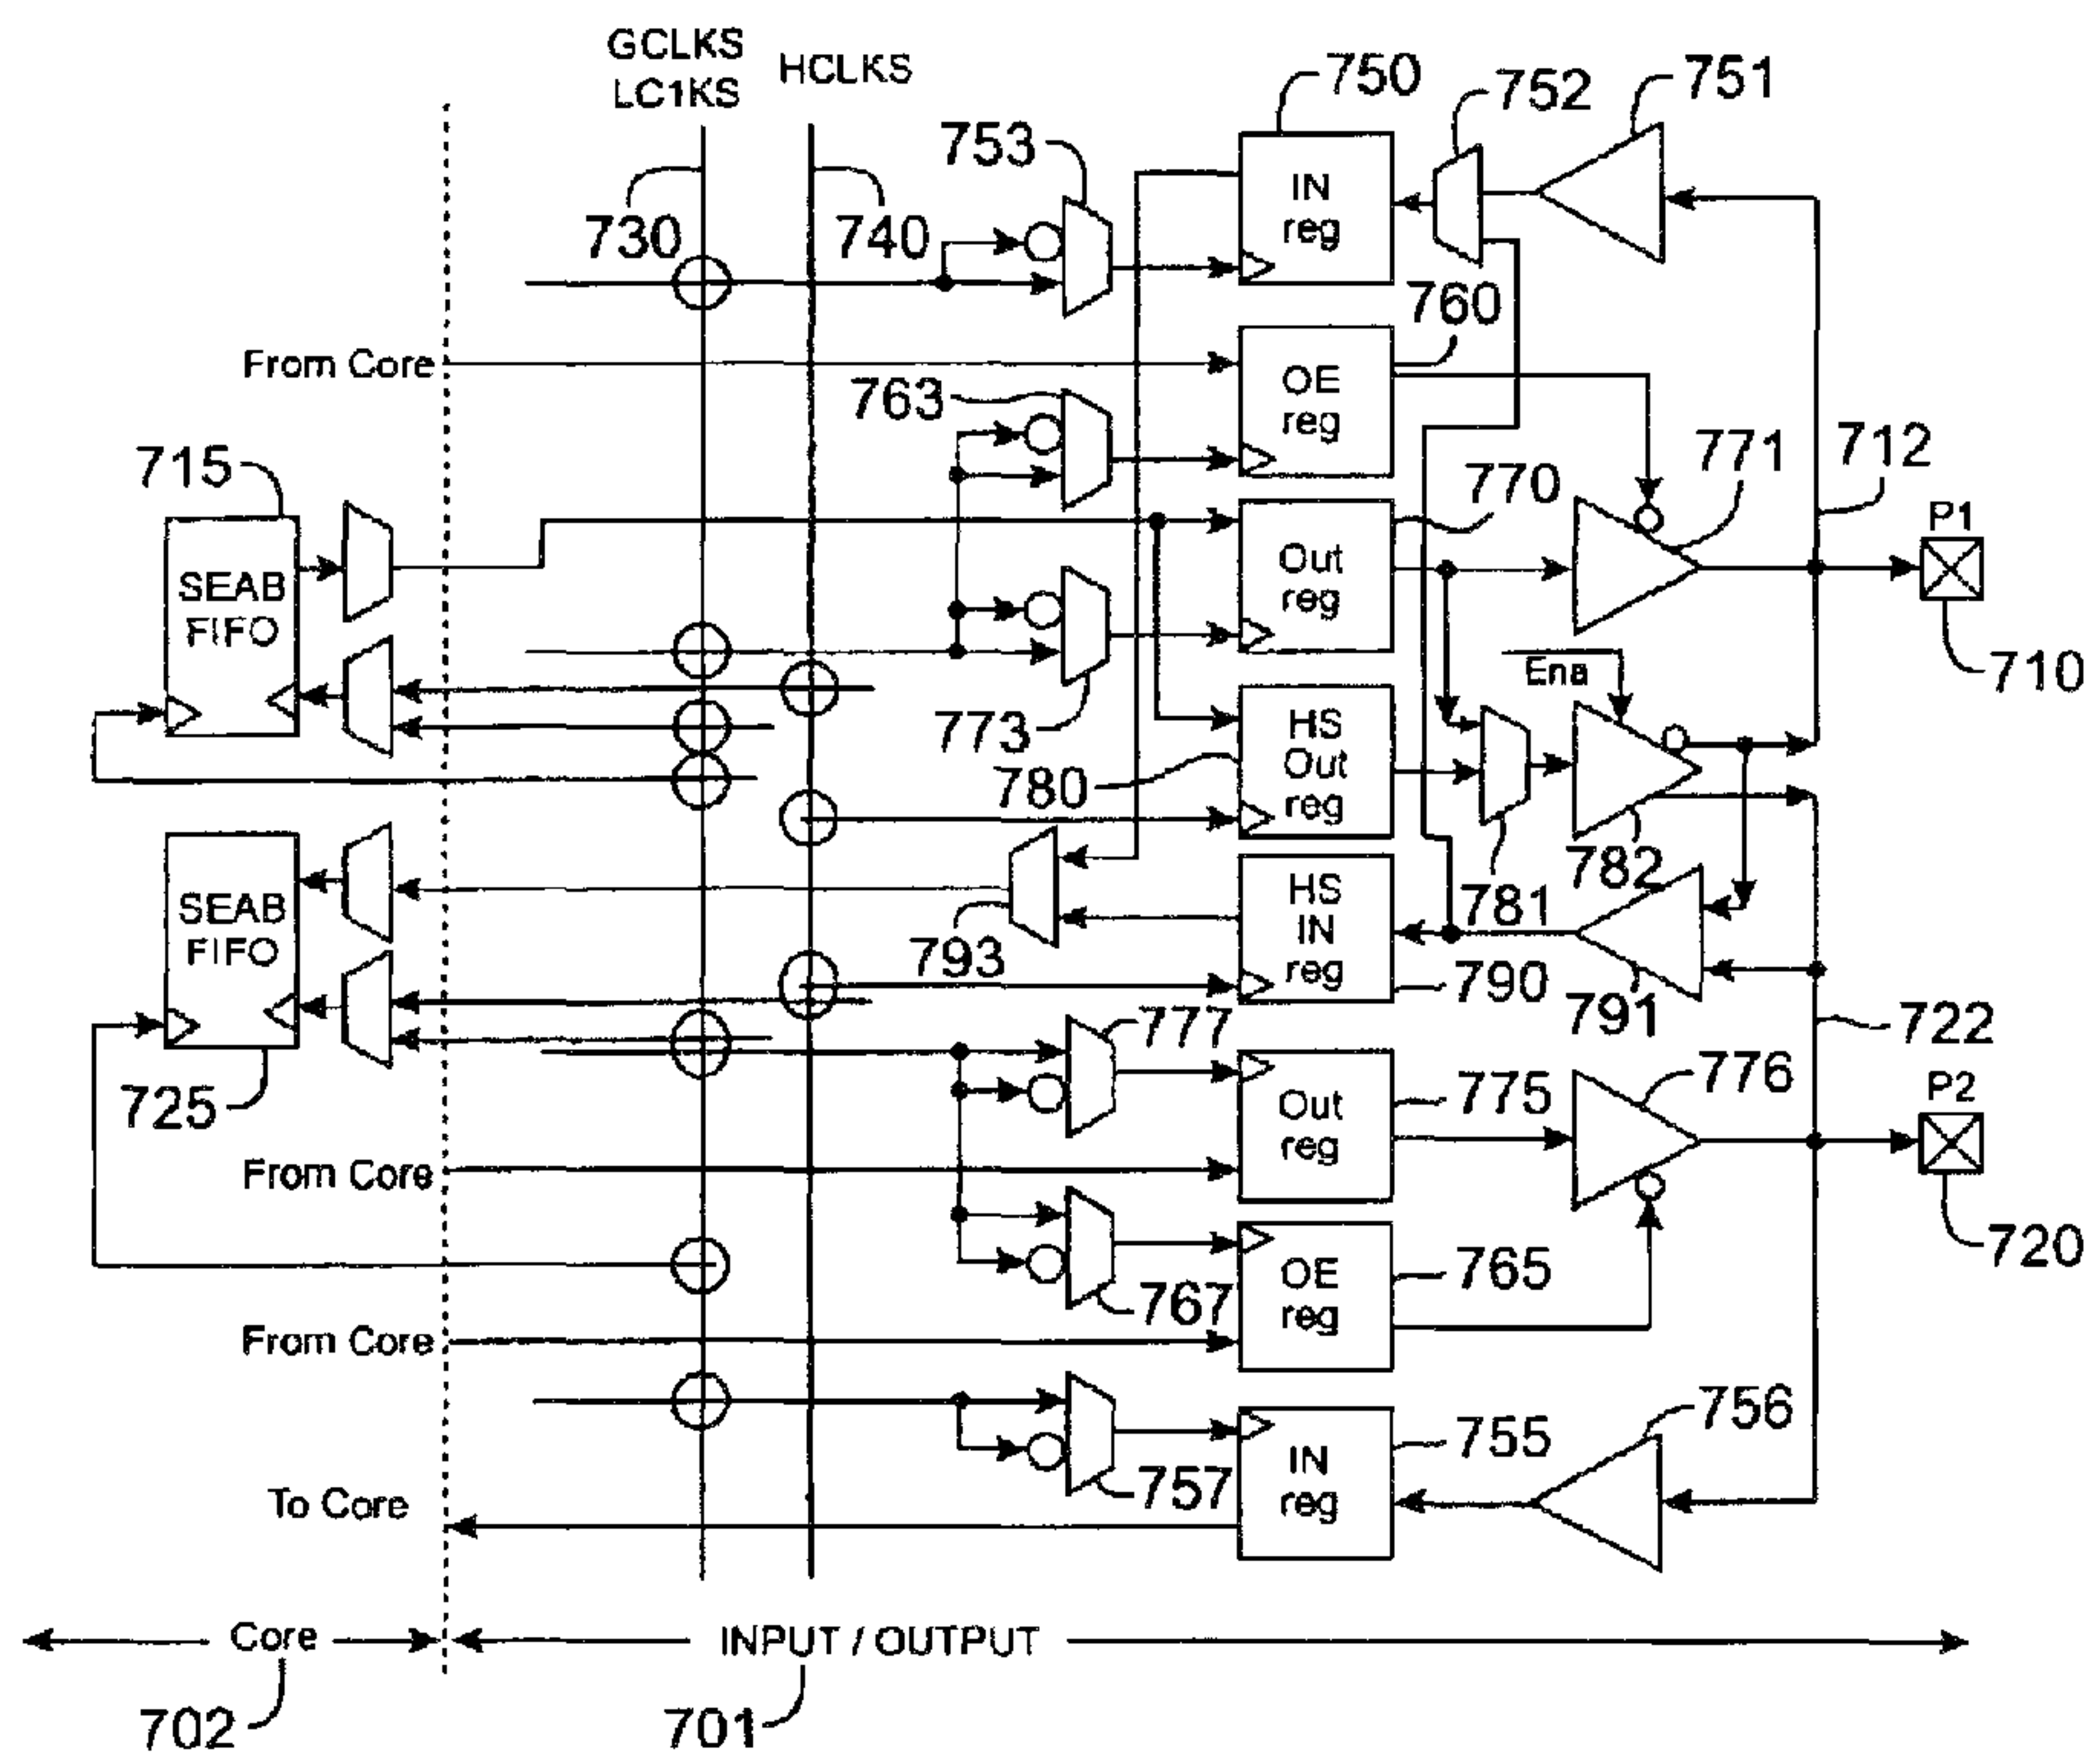 GCLKS
LC1KS
HCLKS
750
752
751
753
IN
reg
730
740
760
From Core
OE
reg
763
715
770
771
712
P1
SEAB
FIFO
Out
reg
710
Ena
773
HS
Out
reg
780
782
781
SEAB
FIFO
HS
IN
reg
793
790
791
722
777
725
Out
reg
775
776
P2
From Core
720
767
OE
reg
765
From Core
757
IN
reg
755
756
To Core
Core
INPUT / OUTPUT
702
701